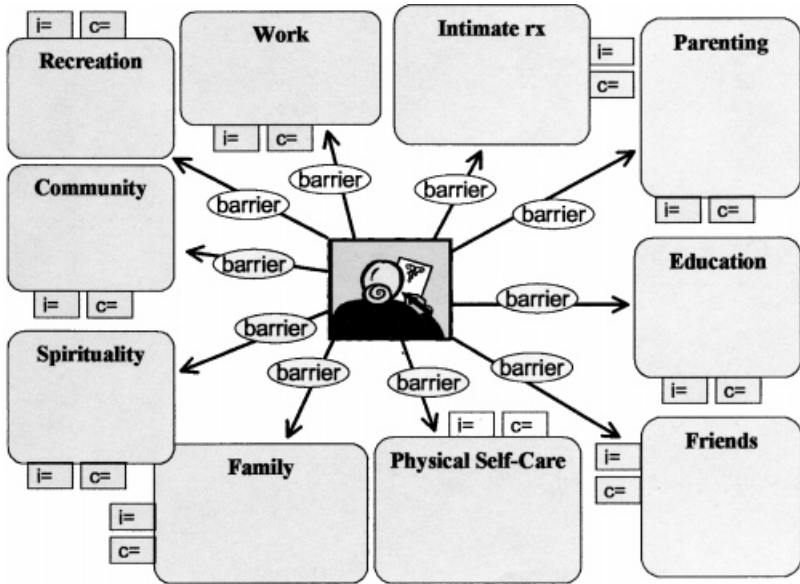 i= c=
Recreation
Work
i= c=
Intimate rx
i=
c=
Parenting
i= c=
barrier
barrier
barrier
barrier
Community
i= c=
barrier
barrier
Education
i= c=
Spirituality
i= c=
barrier
barrier
barrier
barrier
Family
i=
c=
i= c=
Physical Self-Care
i=
c=
Friends